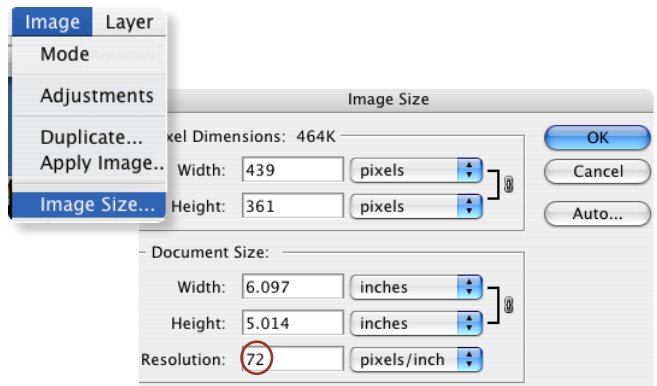 Image Layer
Mode
Adjustments
Duplicate...
Apply Image..
Image Size...
Image Size
xel Dimensions: 464K
Width: 439 pixels
Height: 361 pixels
OK
Cancel
Auto...
Document Size:
Width: 6.097 inches
Height: 5.014 inches
Resolution: 72 pixels/inch